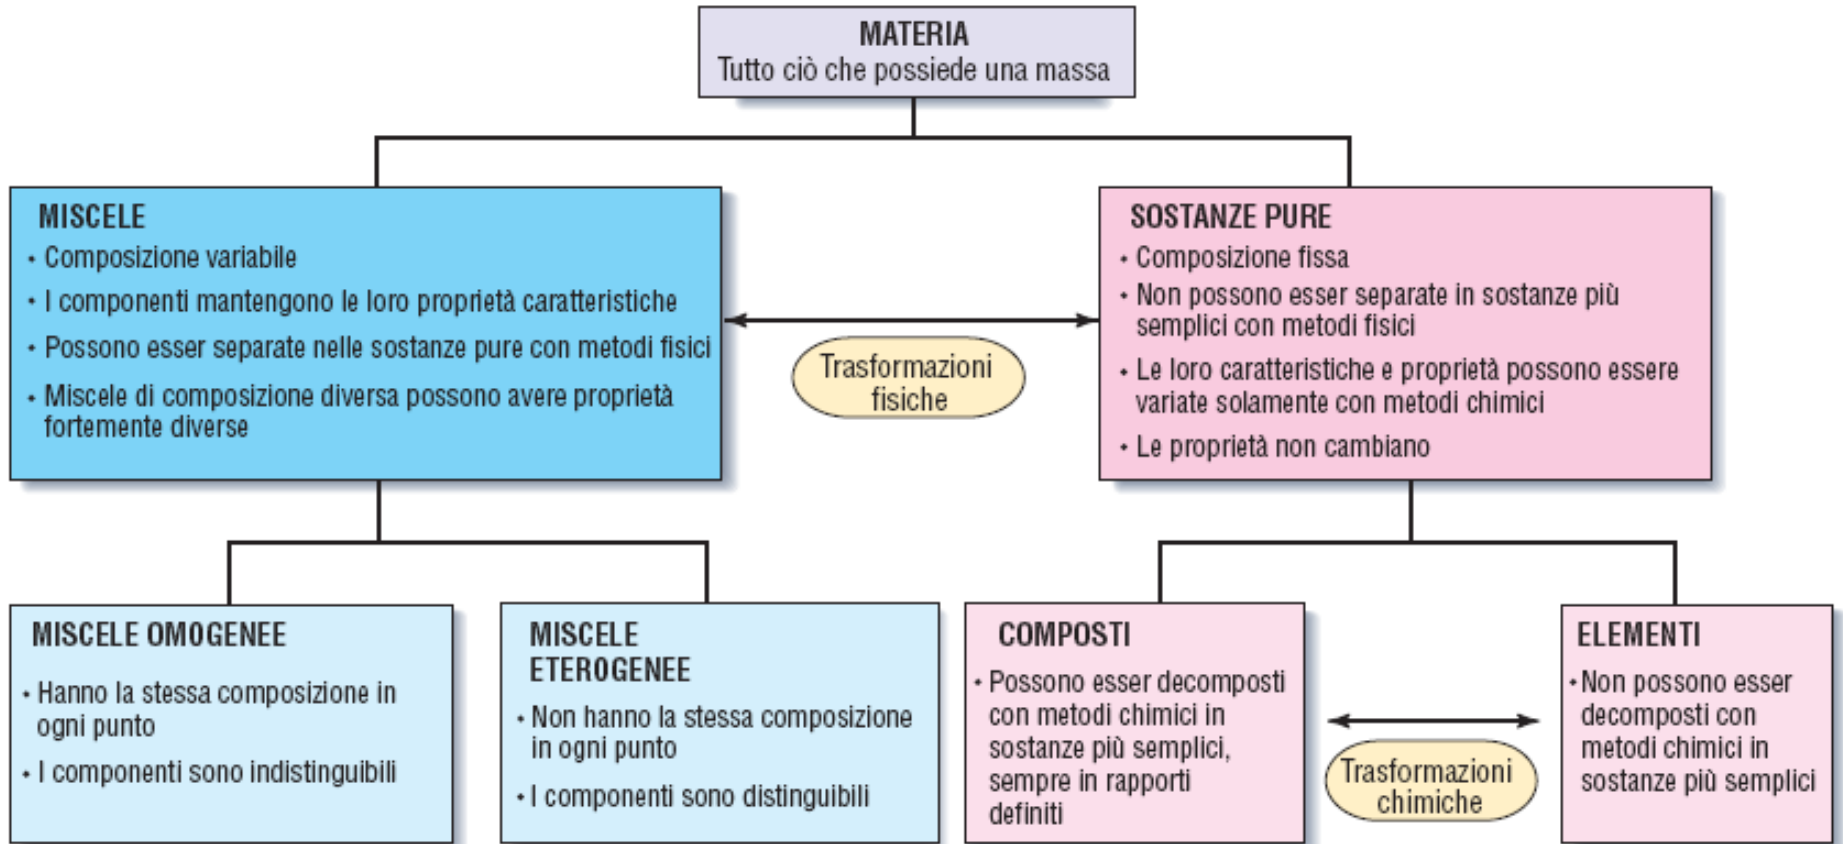 MATERIA
Tutto ciò che possiede una massa
MISCELE
• Composizione variabile
• I componenti mantengono le loro proprietà caratteristiche
• Possono esser separate nelle sostanze pure con metodi fisici
• Miscele di composizione diversa possono avere proprietà
fortemente diverse
Trasformazioni
fisiche
SOSTANZE PURE
• Composizione fissa
• Non possono esser separate in sostanze più
semplici con metodi fisici
• Le loro caratteristiche e proprietà possono essere
variate solamente con metodi chimici
• Le proprietà non cambiano
MISCELE OMOGENEE
• Hanno la stessa composizione in
ogni punto
• I componenti sono indistinguibili
MISCELE
ETEROGENEE
• Non hanno la stessa composizione
in ogni punto
• I componenti sono distinguibili
COMPOSTI
• Possono esser decomposti
con metodi chimici in
sostanze più semplici,
sempre in rapporti
definiti
Trasformazioni
chimiche
ELEMENTI
• Non possono esser
decomposti con
metodi chimici in
sostanze più semplici